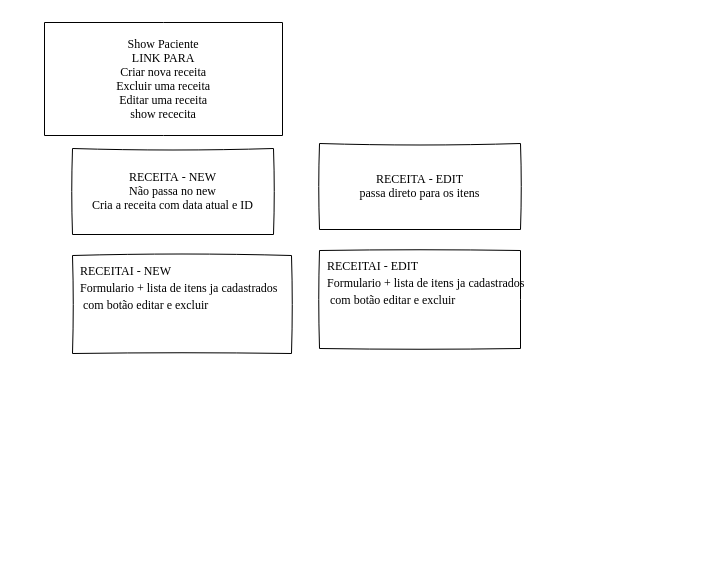 Show Paciente
LINK PARA
Criar nova receita
Excluir uma receita
Editar uma receita
show rececita
RECEITA - NEW
Não passa no new
Cria a receita com data atual e ID
RECEITA - EDIT
passa direto para os itens
RECEITAI - NEW
Formulario + lista de itens ja cadastrados
com botão editar e excluir
RECEITAI - EDIT
Formulario + lista de itens ja cadastrados
com botão editar e excluir